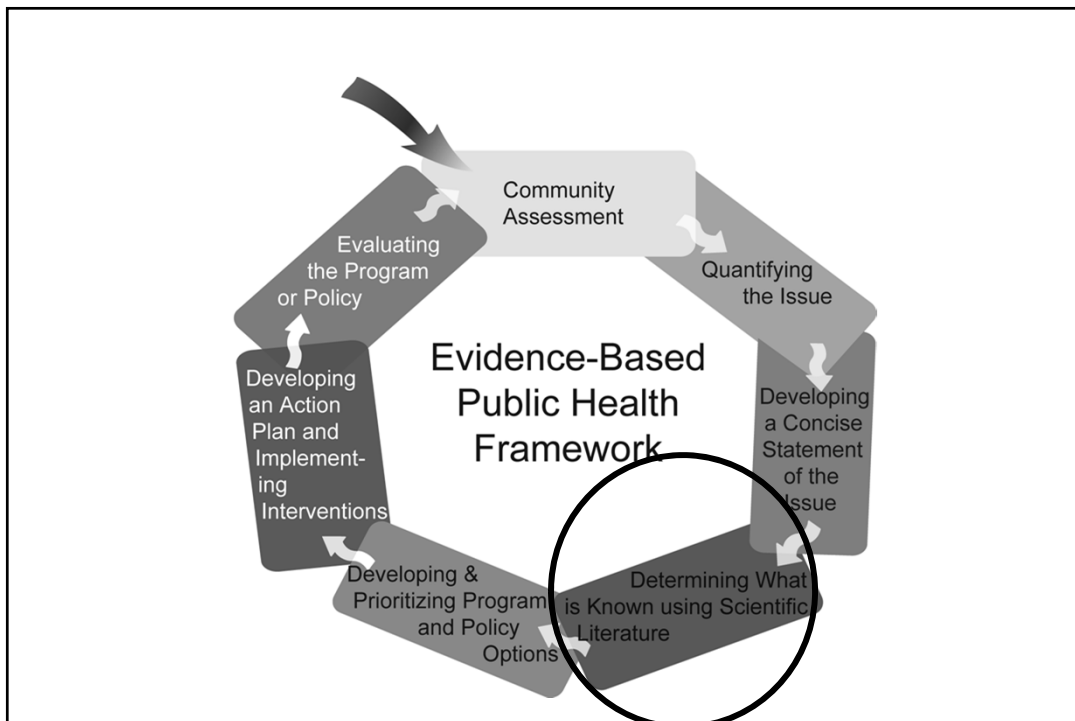 Community
Assessment
Quantifying
the Issue
Developing
a Concise
Statement
of the
Issue
Determining What
is Known using Scientific
Literature
Developing &
Prioritizing Program
and Policy
Options
Developing
an Action
Plan and
Implement-
ing
Interventions
Evaluating
the Program
or Policy
Evidence-Based
Public Health
Framework